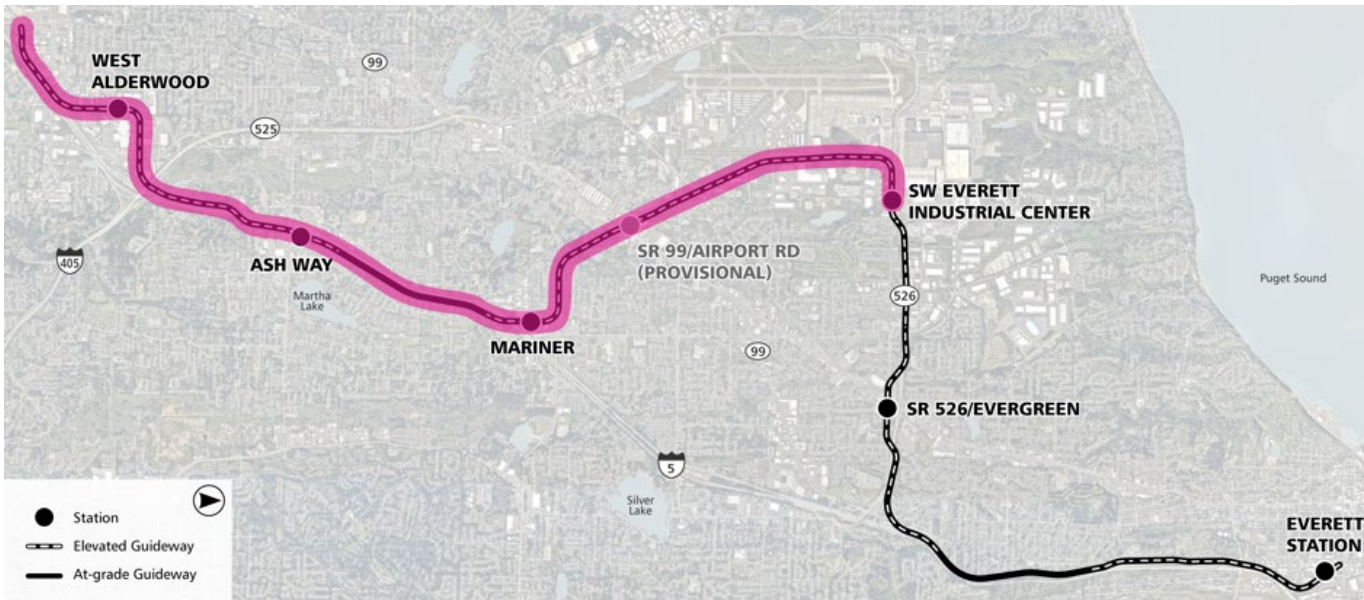 WEST
ALDERWOOD
99
525
405
ASH WAY
Martha
Lake
MARINER
SR 99/AIRPORT RD
(PROVISIONAL)
SW EVERETT
INDUSTRIAL CENTER
526
Puget Sound
99
SR 526/EVERGREEN
5
Silver
Lake
EVERETT
STATION
Station
Elevated Guideway
At-grade Guideway